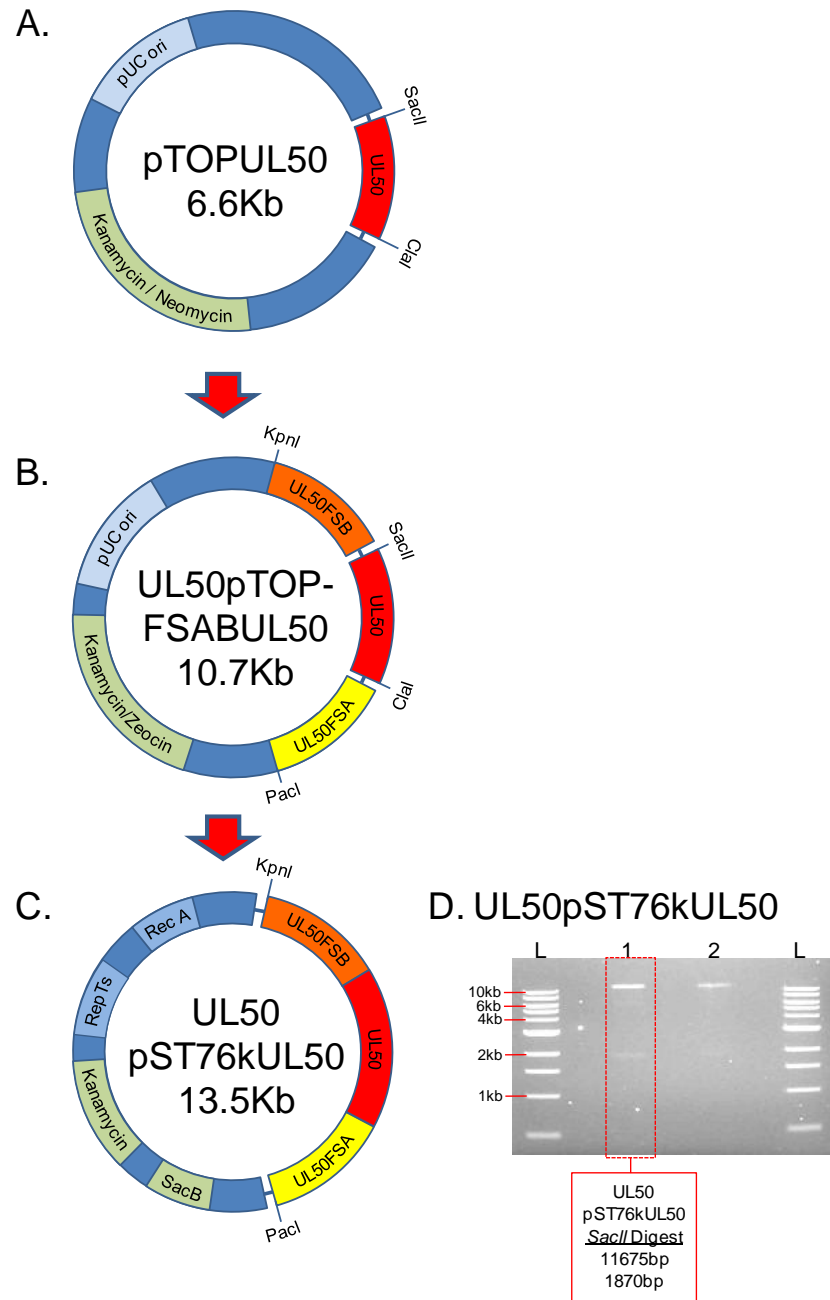 A.
pUC ori
SacII
pTOPUL50
6.6Kb
UL50
ClaI
Kanamycin / Neomycin
B.
KpnI
UL50FSB
SacII
pUC ori
UL50pTOP-
FSABUL50
10.7Kb
UL50
ClaI
Kanamycin/Zeocin
UL50FSA
PacI
C.
KpnI
Rec A
UL50FSB
RepTs
UL50
pST76kUL50
13.5Kb
UL50
Kanamycin
SacB
UL50FSA
PacI
D. UL50pST76kUL50
L 1 2 L
10kb
6kb
4kb
2kb
1kb
UL50
pST76kUL50
SacII Digest
11675bp
1870bp